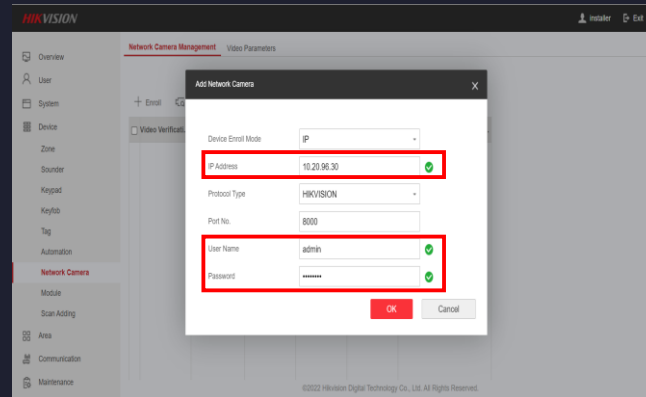 HIKVISION
installer Exit
Network Camera Management Video Parameters
Overview
User
System
Device
Zone
Sounder
Keypad
Keyfob
Tag
Automation
Network Camera
Module
Scan Adding
Area
Communication
Maintenance
Enroll
Video Verificati...
Add Network Camera
Device Enroll Mode IP
IP Address 10.20.96.30
Protocol Type HIKVISION
Port No. 8000
User Name admin
Password ••••••••
OK Cancel
©2022 Hikvision Digital Technology Co., Ltd. All Rights Reserved.